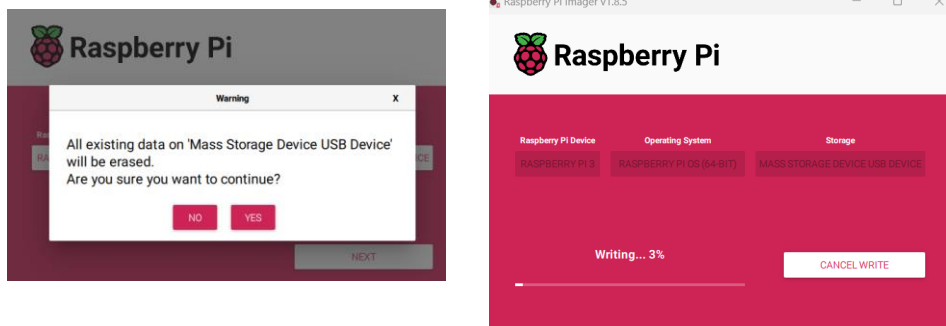 Raspberry Pi
Warning
X
All existing data on 'Mass Storage Device USB Device'
will be erased.
Are you sure you want to continue?
NO
YES
NEXT
Raspberry Pi Imager v1.8.5
Raspberry Pi
Raspberry Pi Device
Operating System
Storage
RASPBERRY PI 3
RASPBERRY PI OS (64-BIT)
MASS STORAGE DEVICE USB DEVICE
Writing... 3%
CANCEL WRITE